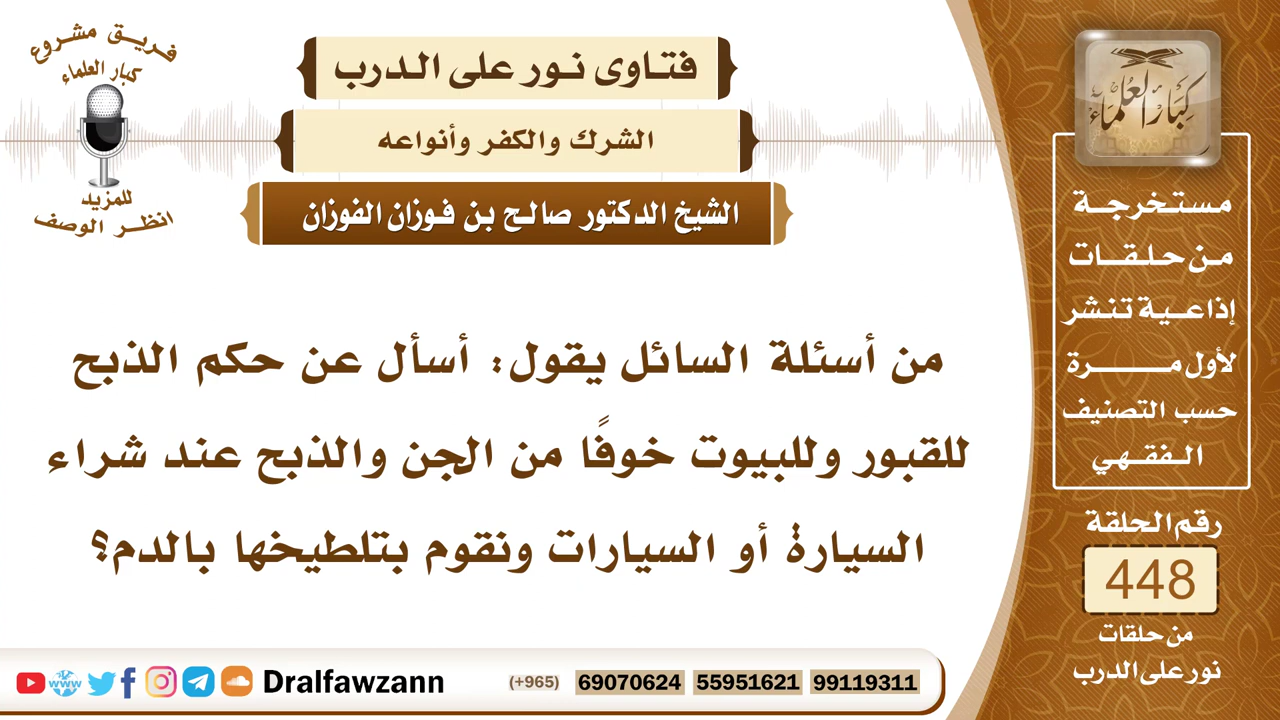 فريق مشروع
كبار العلماء
للمزيد
انظر الوصف
فتاوى نور على الدرب
الشرك والكفر وأنواعه
الشيخ الدكتور صالح بن فوزان الفوزان
من أسئلة السائل يقول: أسأل عن حكم الذبح
للقبور وللبيوت خوفًا من الجن والذبح عند شراء
السيارة أو السيارات ونقوم بتلطيخها بالدم؟
كبار العلماء
مستخرجة
من حلقات
إذاعية تنشر
لأول مرة
حسب التصنيف
الفقهي
رقم الحلقة
448
من حلقات
نور على الدرب
www
Dralfawzann
(+965) 69070624 55951621 99119311